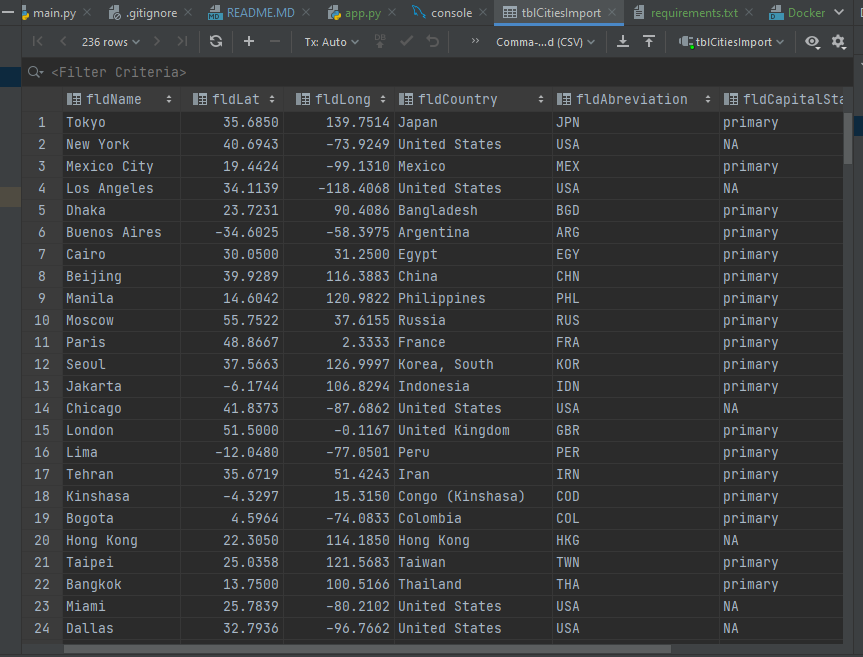 main.py .gitignore README.MD app.py console tblCitiesImport requirements.txt Docker
236 rows Tx: Auto DB Comma-...d (CSV) tblCitiesImport
<Filter Criteria>
fldName fldLat fldLong fldCountry fldAbreviation fldCapitalSta
1 Tokyo 35.6850 139.7514 Japan JPN primary
2 New York 40.6943 -73.9249 United States USA NA
3 Mexico City 19.4424 -99.1310 Mexico MEX primary
4 Los Angeles 34.1139 -118.4068 United States USA NA
5 Dhaka 23.7231 90.4086 Bangladesh BGD primary
6 Buenos Aires -34.6025 -58.3975 Argentina ARG primary
7 Cairo 30.0500 31.2500 Egypt EGY primary
8 Beijing 39.9289 116.3883 China CHN primary
9 Manila 14.6042 120.9822 Philippines PHL primary
10 Moscow 55.7522 37.6155 Russia RUS primary
11 Paris 48.8667 2.3333 France FRA primary
12 Seoul 37.5663 126.9997 Korea, South KOR primary
13 Jakarta -6.1744 106.8294 Indonesia IDN primary
14 Chicago 41.8373 -87.6862 United States USA NA
15 London 51.5000 -0.1167 United Kingdom GBR primary
16 Lima -12.0480 -77.0501 Peru PER primary
17 Tehran 35.6719 51.4243 Iran IRN primary
18 Kinshasa -4.3297 15.3150 Congo (Kinshasa) COD primary
19 Bogota 4.5964 -74.0833 Colombia COL primary
20 Hong Kong 22.3050 114.1850 Hong Kong HKG NA
21 Taipei 25.0358 121.5683 Taiwan TWN primary
22 Bangkok 13.7500 100.5166 Thailand THA primary
23 Miami 25.7839 -80.2102 United States USA NA
24 Dallas 32.7936 -96.7662 United States USA NA